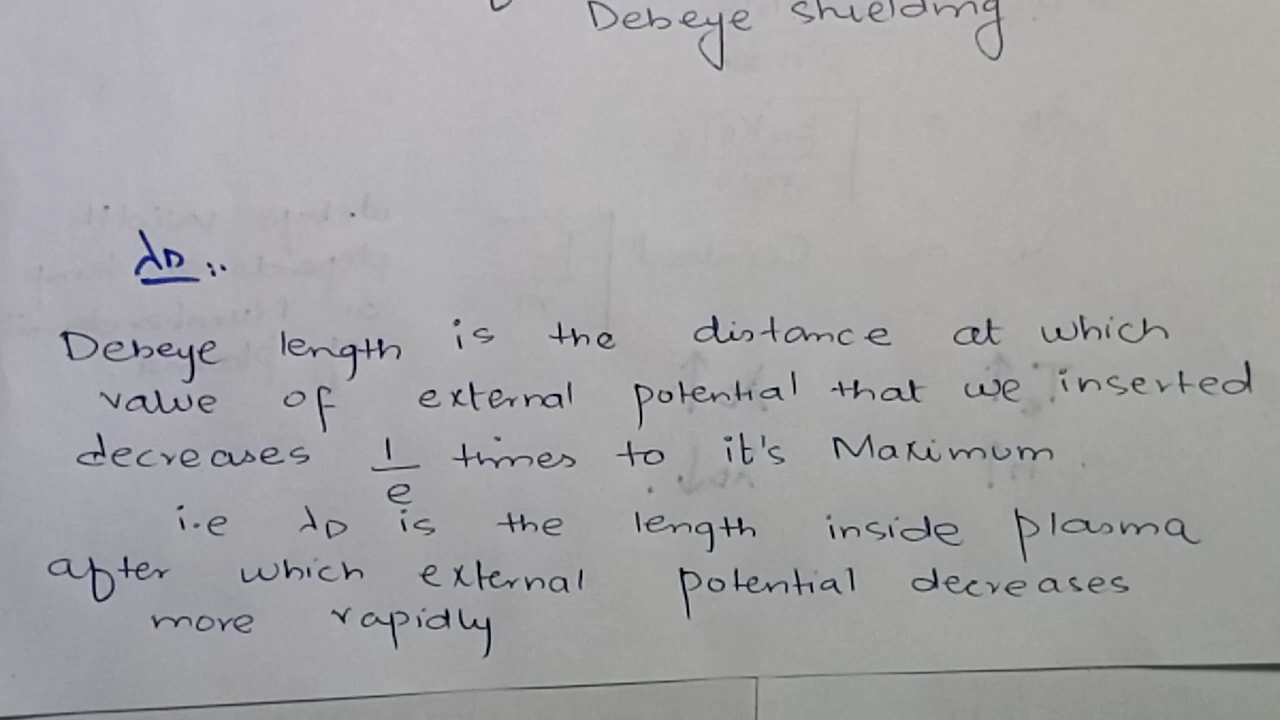 Debeye shielding
λD :.
Debeye length is the distance at which
value of external potential that we inserted
decreases 1/e times to it's Maximum
i.e λD is the length inside plasma
after which external potential decreases
more rapidly